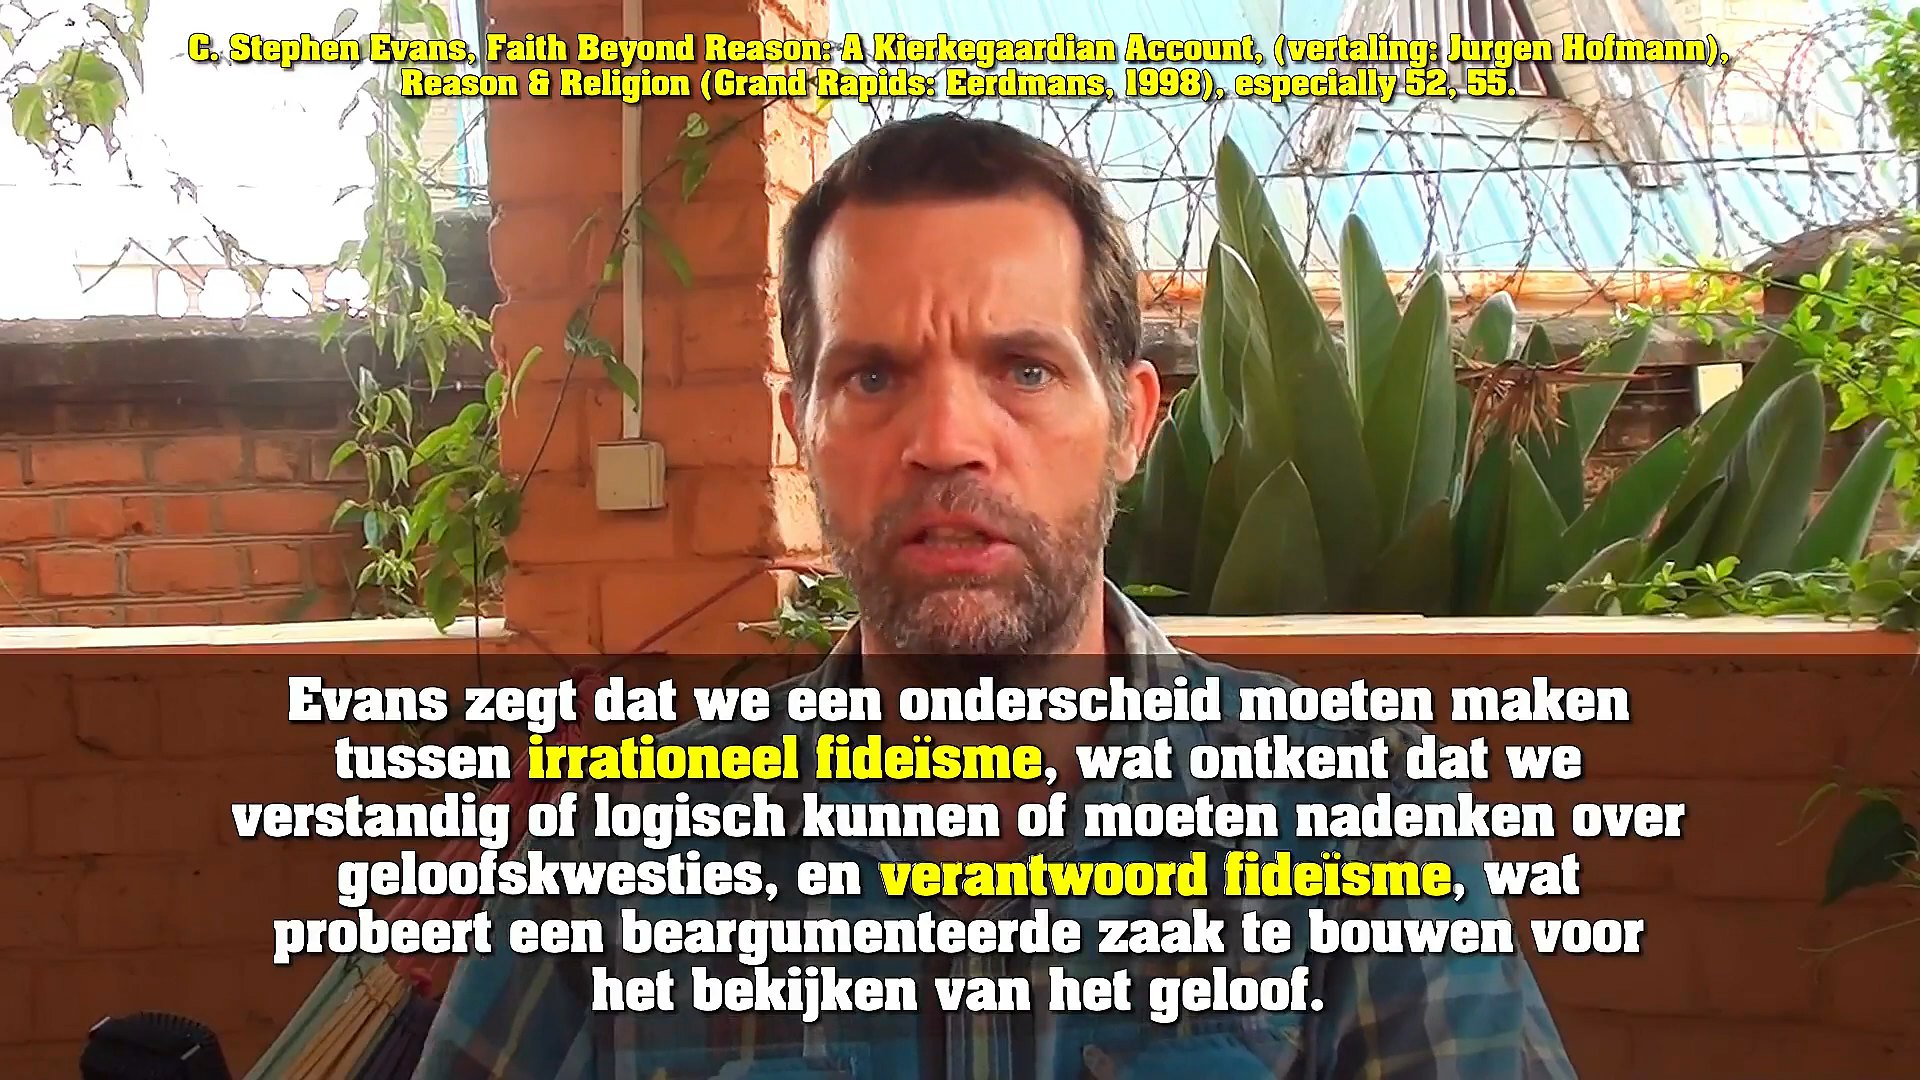 C. Stephen Evans, Faith Beyond Reason: A Kierkegaardian Account, (vertaling: Jurgen Hofmann),
Reason & Religion (Grand Rapids: Eerdmans, 1998), especially 52, 55.
Evans zegt dat we een onderscheid moeten maken
tussen irrationeel fideïsme, wat ontkent dat we
verstandig of logisch kunnen of moeten nadenken over
geloofskwesties, en verantwoord fideïsme, wat
probeert een beargumenteerde zaak te bouwen voor
het bekijken van het geloof.